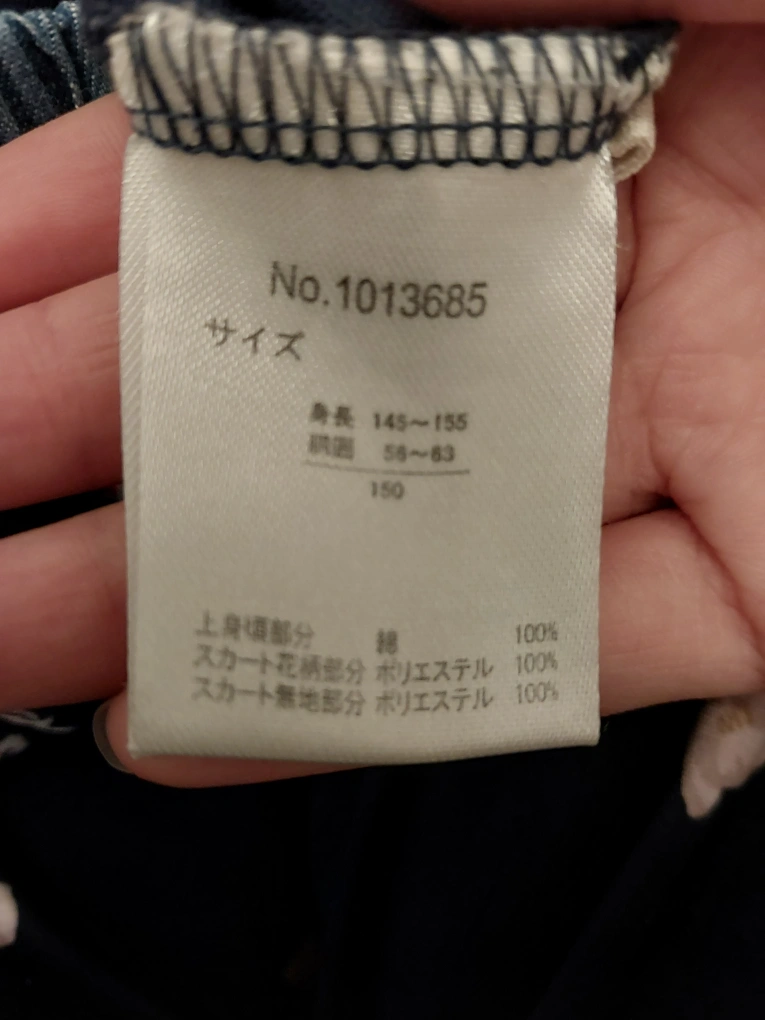 No.1013685
サイズ
身長 145～155
胴囲 56～63
150
上身頃部分 綿 100%
スカート花柄部分 ポリエステル 100%
スカート無地部分 ポリエステル 100%